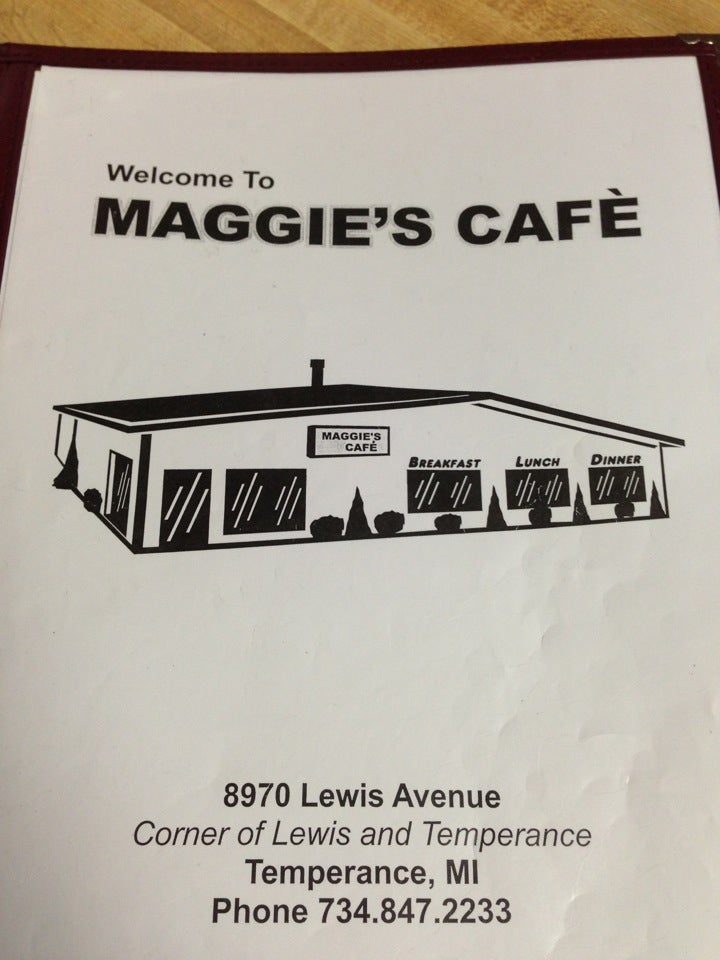 Welcome To
MAGGIE'S CAFÈ
MAGGIE'S
CAFÉ
BREAKFAST
LUNCH
DINNER
8970 Lewis Avenue
Corner of Lewis and Temperance
Temperance, MI
Phone 734.847.2233